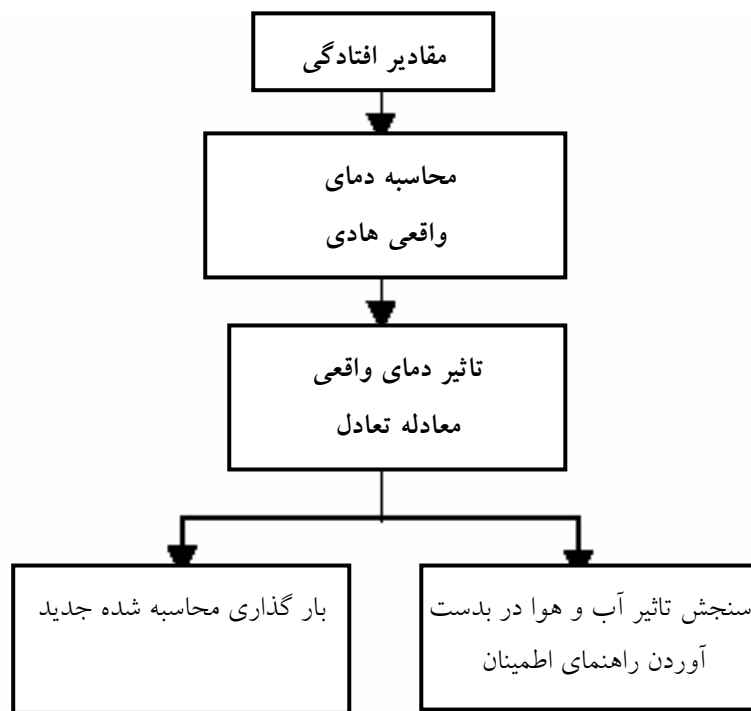 مقادیر افتادگی
محاسبه دمای
واقعی هادی
تاثیر دمای واقعی
معادله تعادل
سنجش تاثیر آب و هوا در بدست
آوردن راهنمای اطمینان
بار گذاری محاسبه شده جدید